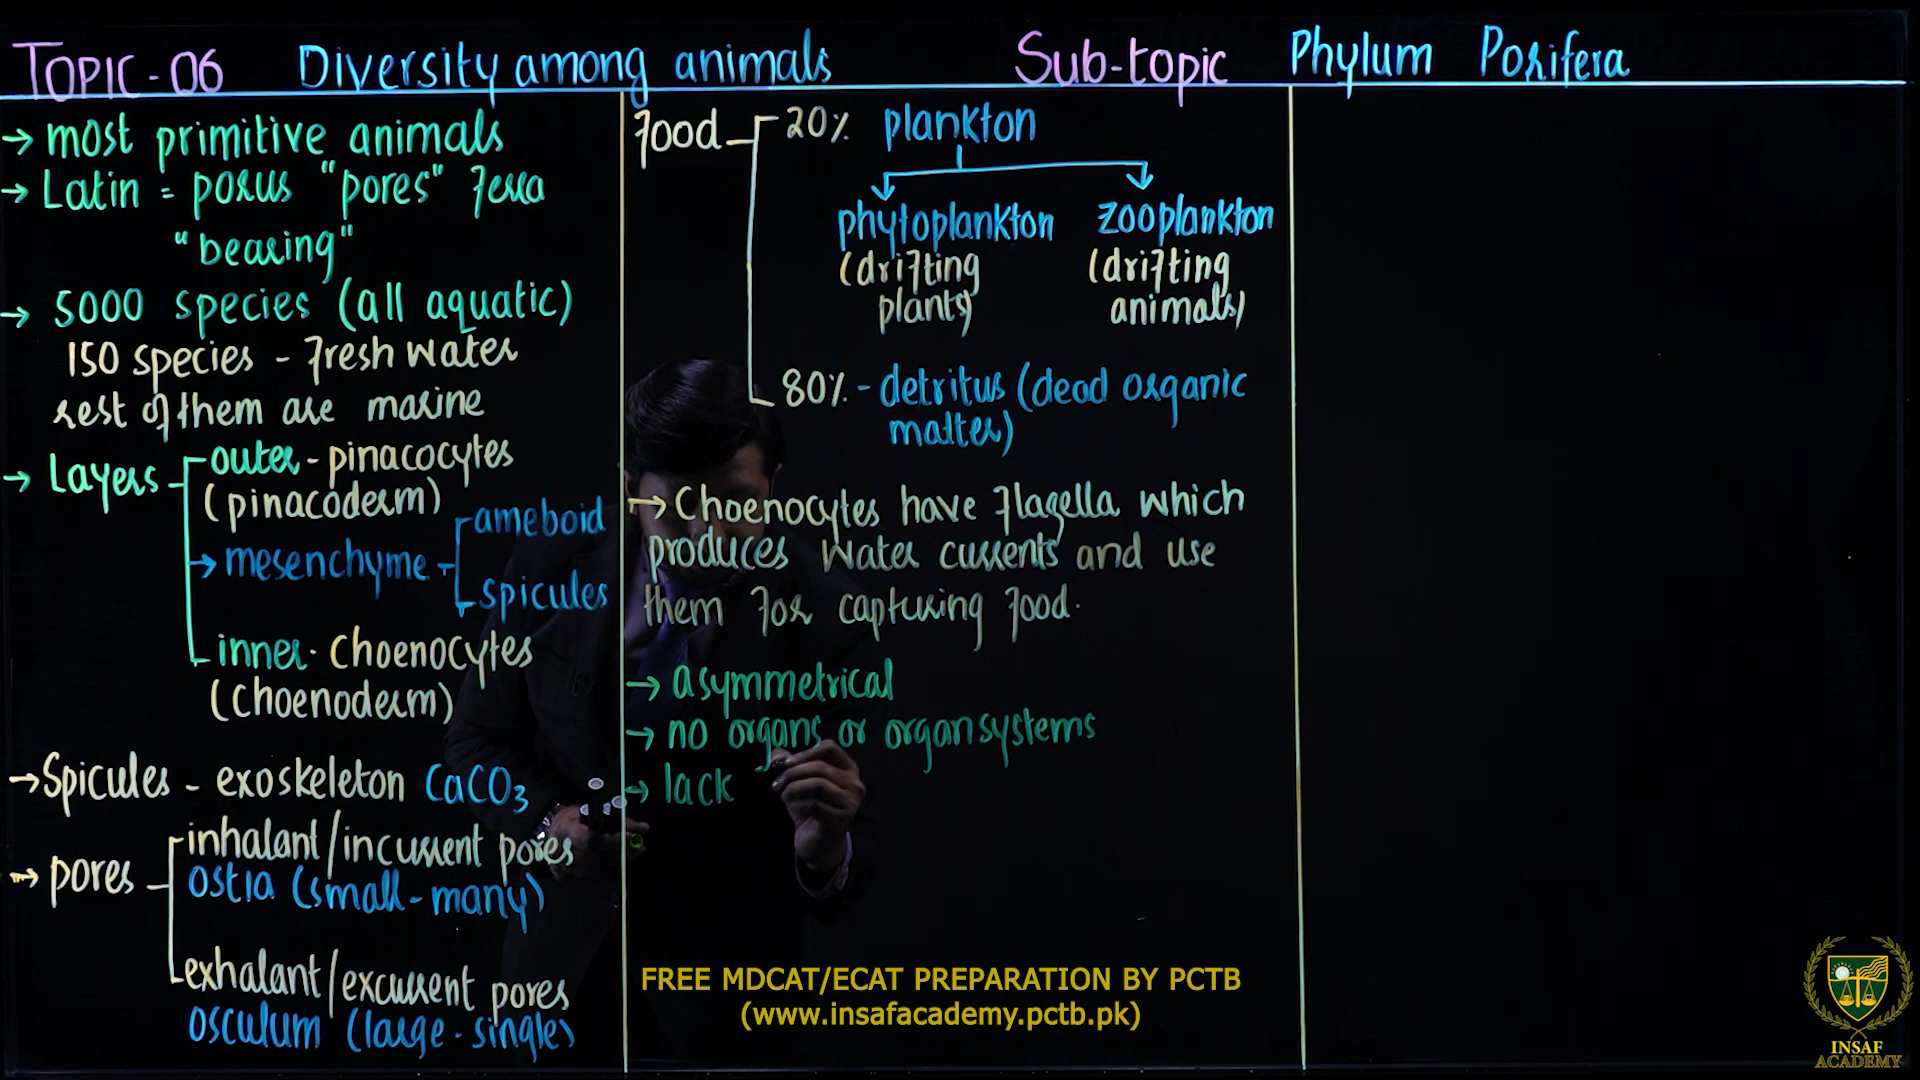 TOPIC-06 Diversity among animals Sub-topic Phylum Porifera
→ most primitive animals
→ Latin = porus "pores" ferra
"bearing"
→ 5000 species (all aquatic)
150 species - fresh water
rest of them are marine
→ Layers
outer - pinacocytes
(pinacoderm)
→ mesenchyme
ameboid
spicules
inner - choenocytes
(choenoderm)
→ Spicules - exoskeleton CaCO3
→ pores
inhalant/incurrent pores
ostia (small-many)
exhalant/excurrent pores
osculum (large-single)
Food
20% plankton
phytoplankton
(drifting
plants)
zooplankton
(drifting
animals)
80% - detritus (dead organic
matter)
→ Choenocytes have flagella which
produces water currents and use
them for capturing food.
→ asymmetrical
→ no organs or organsystems
→ lack
FREE MDCAT/ECAT PREPARATION BY PCTB
(www.insafacademy.pctb.pk)
INSAF
ACADEMY